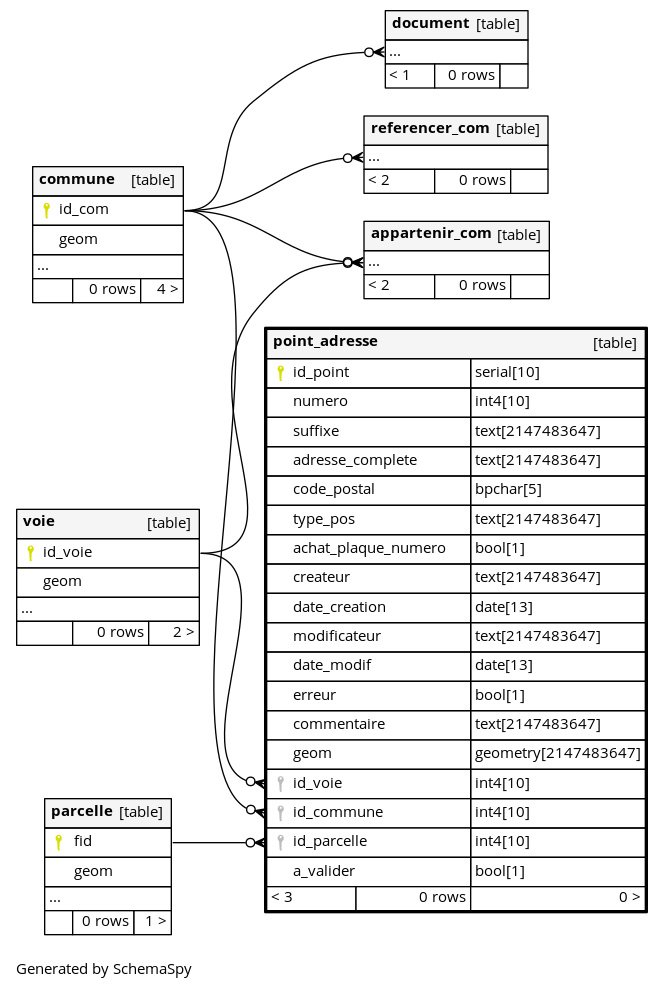 document [table]
...
< 1 0 rows
referencer_com [table]
...
< 2 0 rows
commune [table]
id_com
geom
...
0 rows 4 >
appartenir_com [table]
...
< 2 0 rows
point_adresse [table]
id_point serial[10]
numero int4[10]
suffixe text[2147483647]
adresse_complete text[2147483647]
code_postal bpchar[5]
type_pos text[2147483647]
achat_plaque_numero bool[1]
createur text[2147483647]
date_creation date[13]
modificateur text[2147483647]
date_modif date[13]
erreur bool[1]
commentaire text[2147483647]
geom geometry[2147483647]
id_voie int4[10]
id_commune int4[10]
id_parcelle int4[10]
a_valider bool[1]
< 3 0 rows 0 >
voie [table]
id_voie
geom
...
0 rows 2 >
parcelle [table]
fid
geom
...
0 rows 1 >
Generated by SchemaSpy